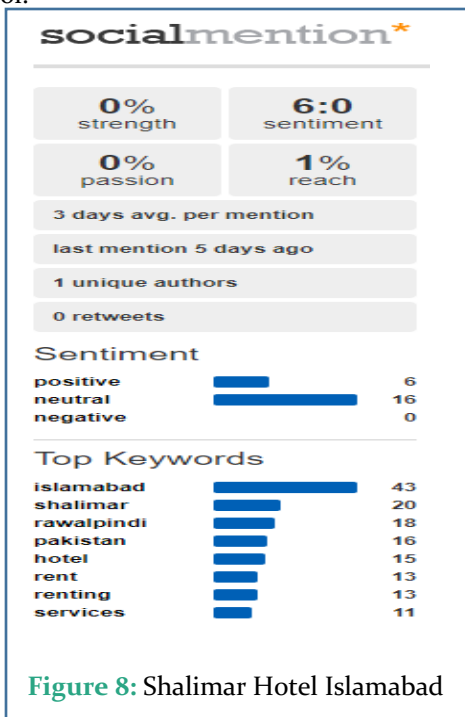 socialmention*
0% 6:0
strength sentiment
0% 1%
passion reach
3 days avg. per mention
last mention 5 days ago
1 unique authors
0 retweets
Sentiment
positive 6
neutral 16
negative 0
Top Keywords
islamabad 43
shalimar 20
rawalpindi 18
pakistan 16
hotel 15
rent 13
renting 13
services 11
Figure 8: Shalimar Hotel Islamabad